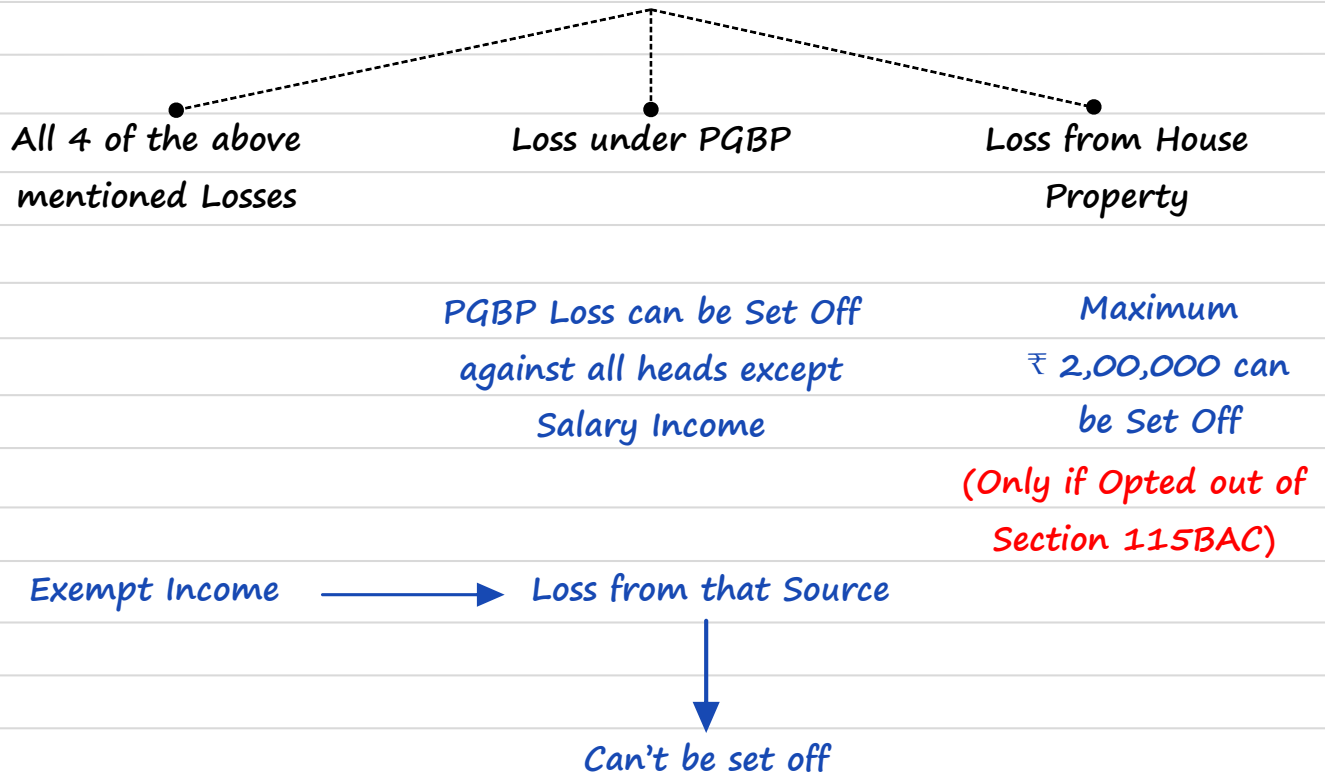 All 4 of the above
mentioned Losses
Loss under PGBP
Loss from House
Property
PGBP Loss can be Set Off
against all heads except
Salary Income
Maximum
₹ 2,00,000 can
be Set Off
(Only if Opted out of
Section 115BAC)
Exempt Income
Loss from that Source
Can't be set off